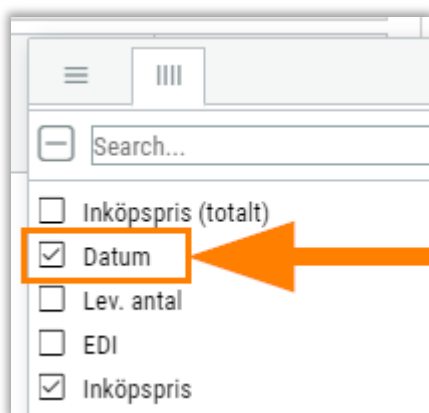 Search...
Inköpspris (totalt)
Datum
Lev. antal
EDI
Inköpspris